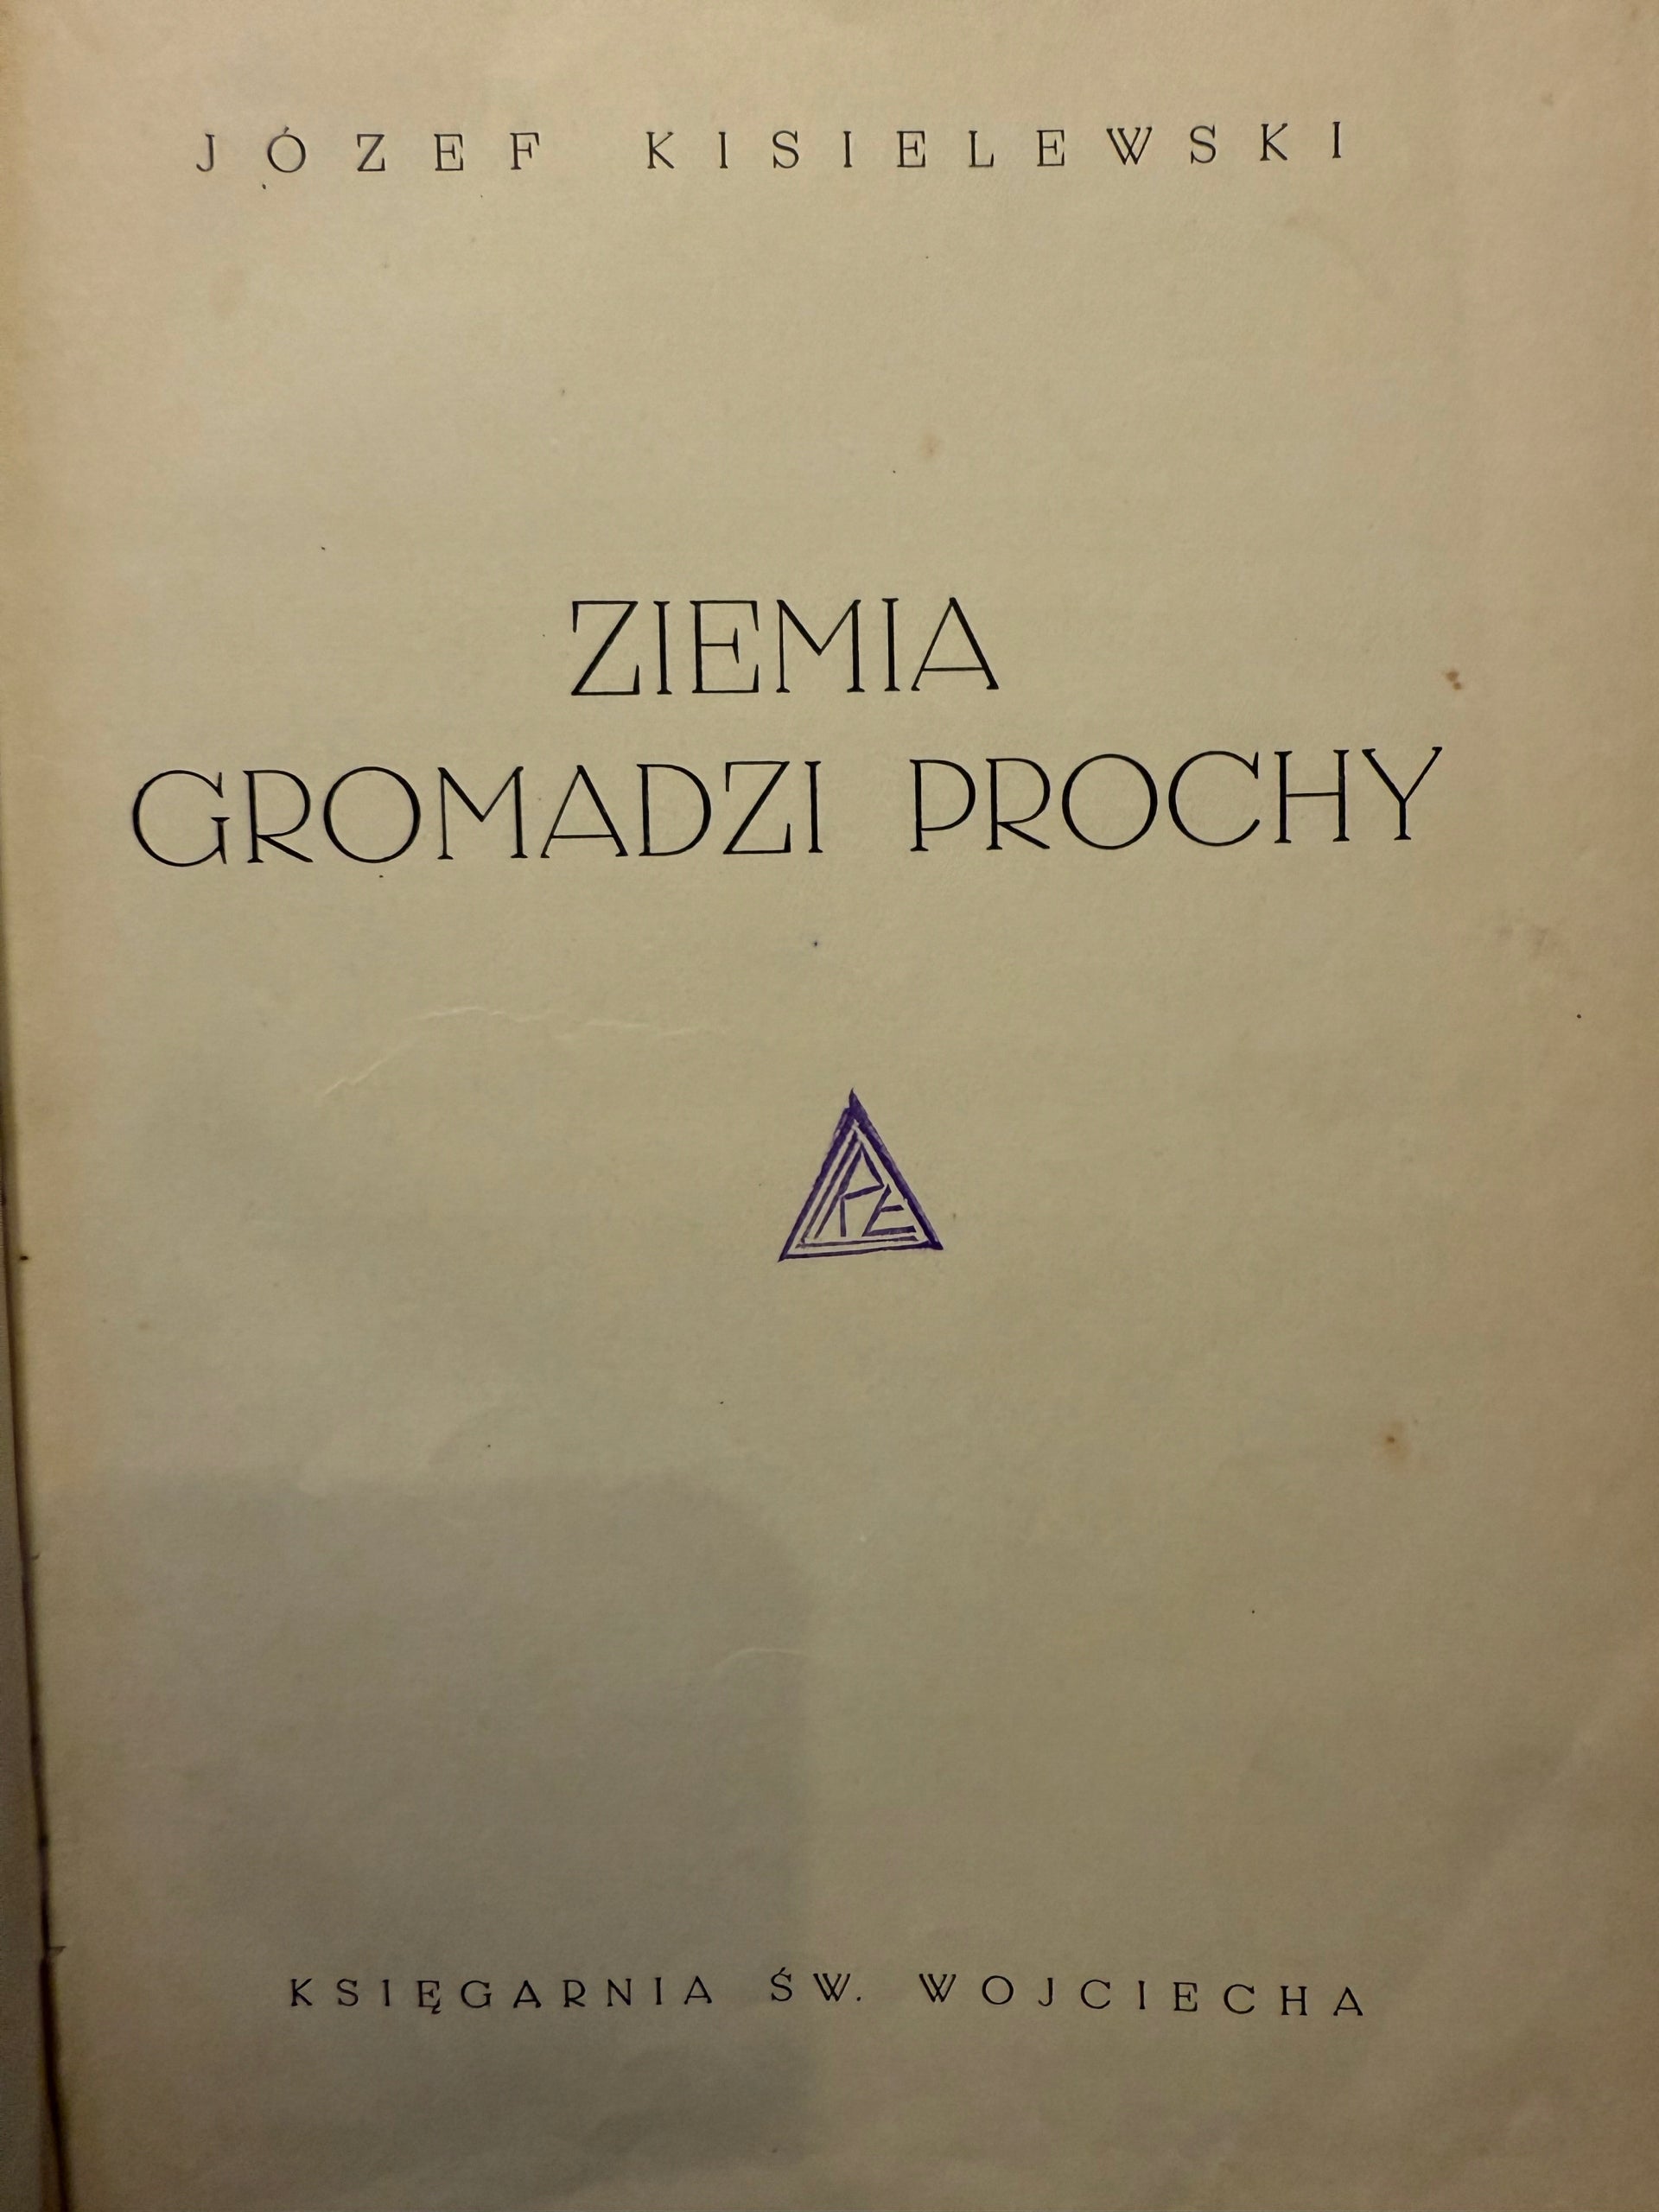 JÓZEF KISIELEWSKI
ZIEMIA
GROMADZI PROCHY
KSIĘGARNIA ŚW. WOJCIECHA